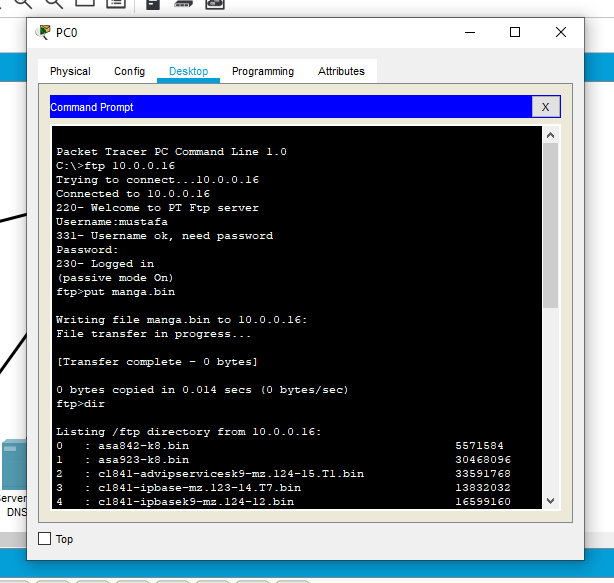 PC0
Physical Config Desktop Programming Attributes
Command Prompt
X
Packet Tracer PC Command Line 1.0
C:\>ftp 10.0.0.16
Trying to connect...10.0.0.16
Connected to 10.0.0.16
220- Welcome to PT Ftp server
Username:mustafa
331- Username ok, need password
Password:
230- Logged in
(passive mode On)
ftp>put manga.bin
Writing file manga.bin to 10.0.0.16:
File transfer in progress...
[Transfer complete - 0 bytes]
0 bytes copied in 0.014 secs (0 bytes/sec)
ftp>dir
Listing /ftp directory from 10.0.0.16:
0 : asa842-k8.bin 5571584
1 : asa923-k8.bin 30468096
2 : c1841-advipservicesk9-mz.124-15.T1.bin 33591768
3 : c1841-ipbase-mz.123-14.T7.bin 13832032
4 : c1841-ipbasek9-mz.124-12.bin 16599160
Top
DNS